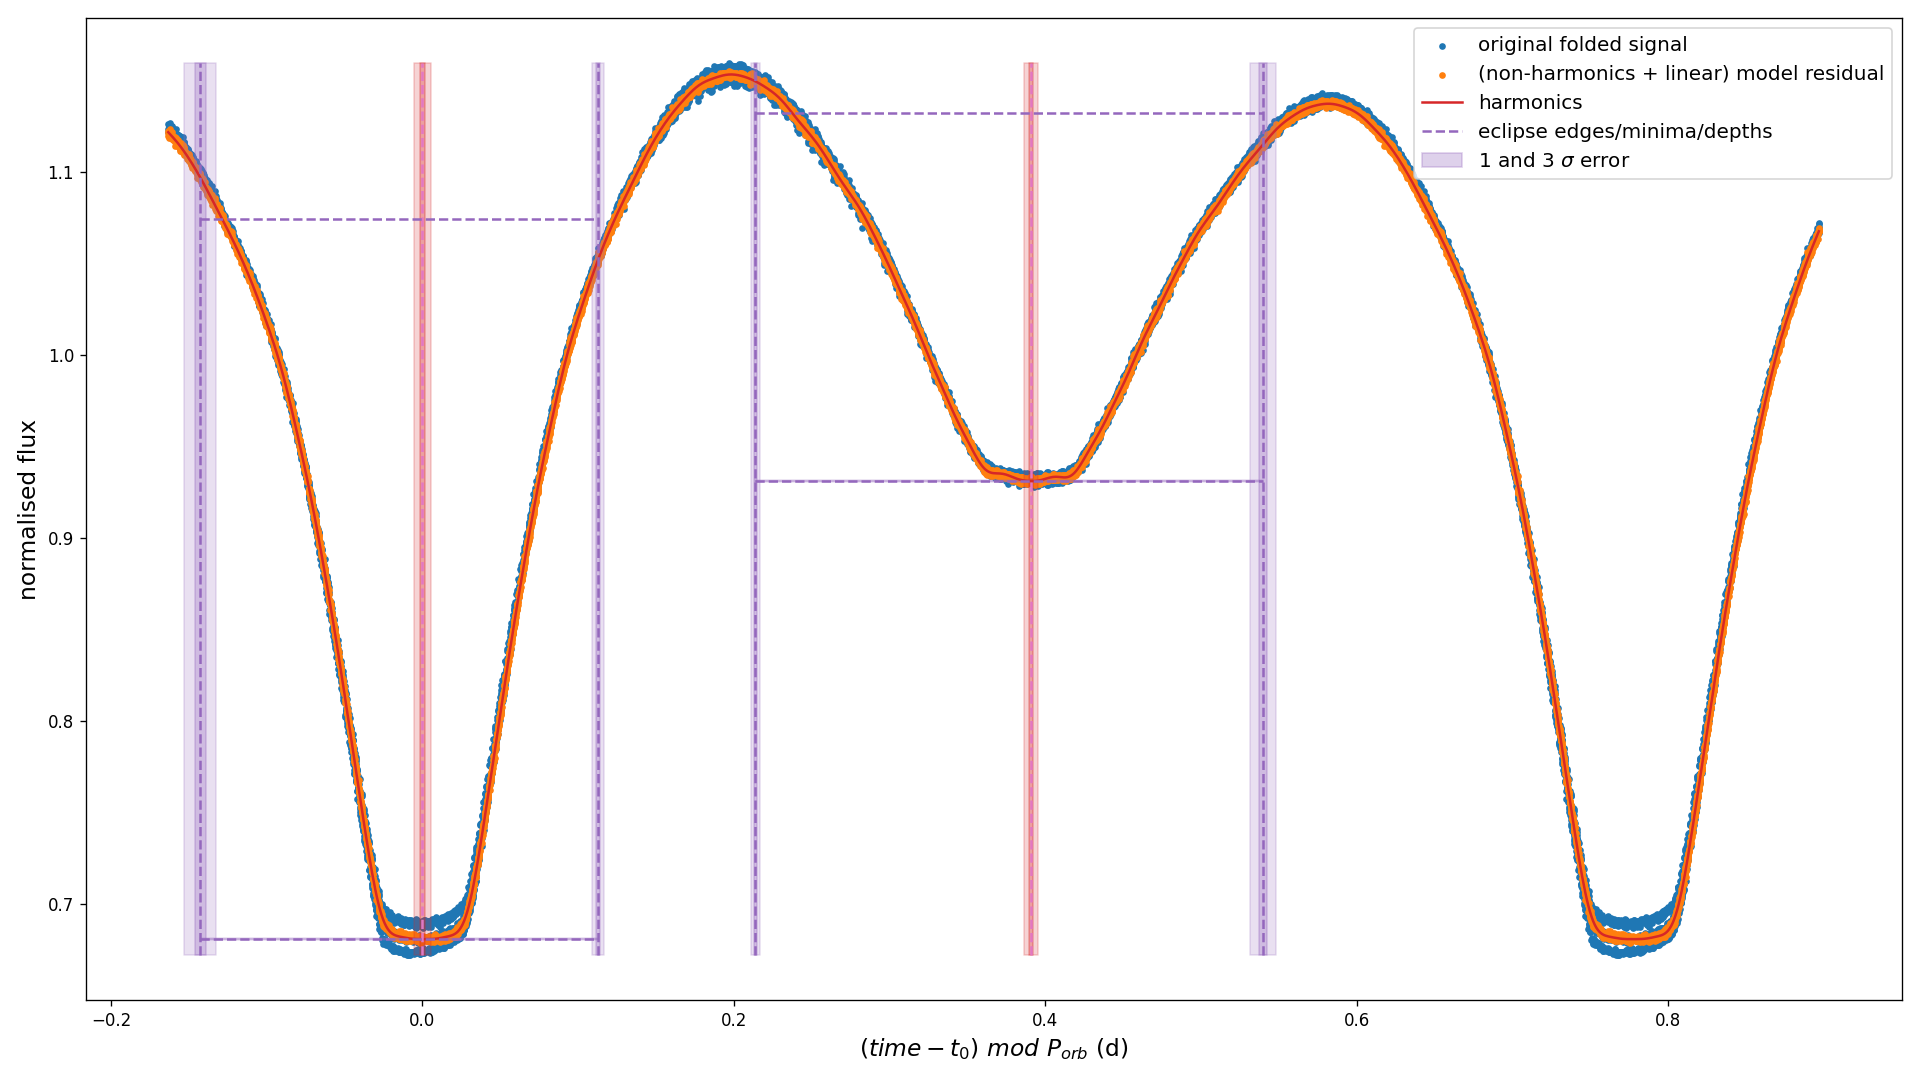 original folded signal
(non-harmonics + linear) model residual
harmonics
eclipse edges/minima/depths
1 and 3 σ error
normalised flux
1.1
1.0
0.9
0.8
0.7
−0.2
0.0
0.2
0.4
0.6
0.8
(time − t₀) mod P_orb (d)